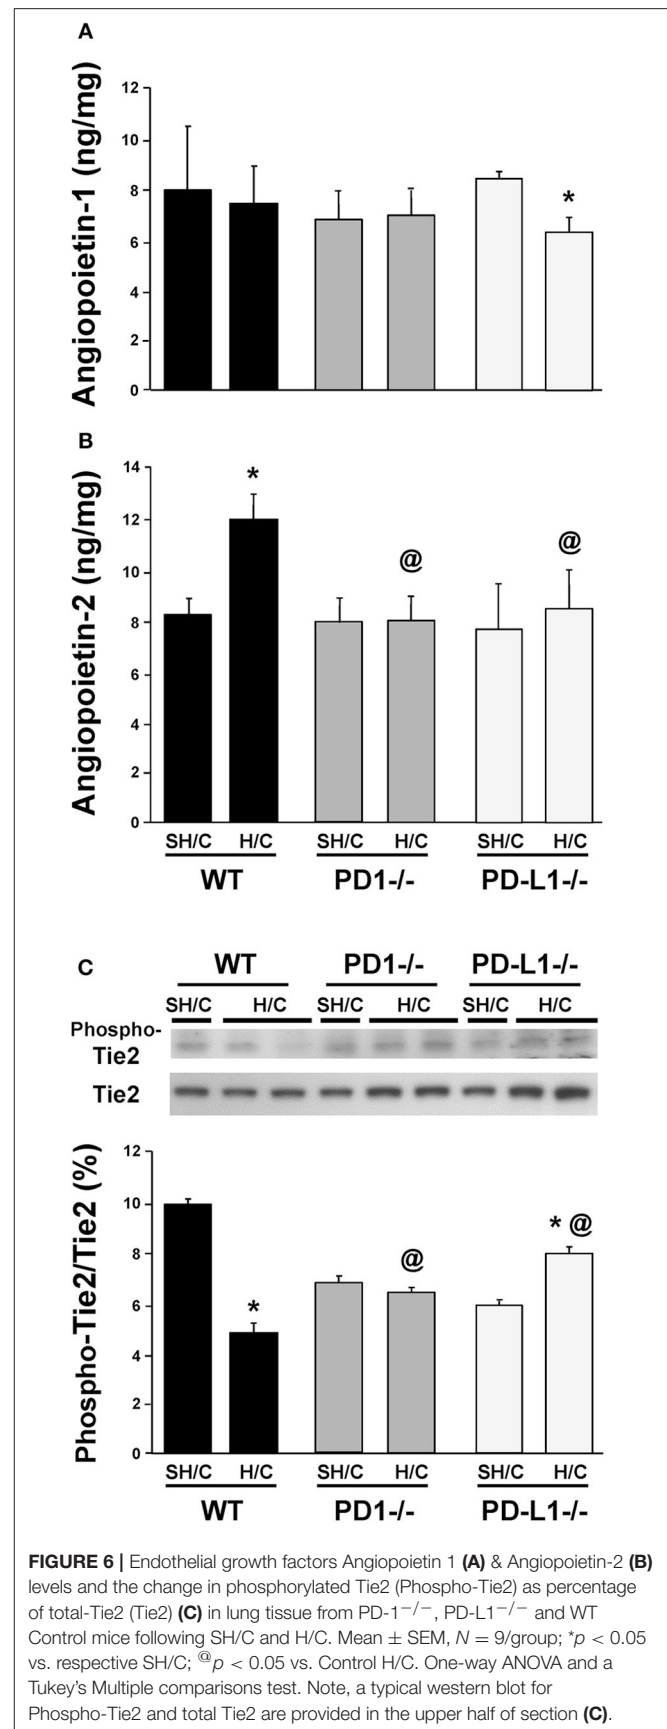 A
Angiopoietin-1 (ng/mg)
12
10
8
6
4
2
0
*
B
Angiopoietin-2 (ng/mg)
14
12
10
8
6
4
2
0
*
@
@
SH/C H/C SH/C H/C SH/C H/C
WT PD1-/- PD-L1-/-
C
WT PD1-/- PD-L1-/-
SH/C H/C SH/C H/C SH/C H/C
Phospho-
Tie2
Tie2
Phospho-Tie2/Tie2 (%)
12
10
8
6
4
2
0
*
@
* @
SH/C H/C SH/C H/C SH/C H/C
WT PD1-/- PD-L1-/-
FIGURE 6 | Endothelial growth factors Angiopoietin 1 (A) & Angiopoietin-2 (B)
levels and the change in phosphorylated Tie2 (Phospho-Tie2) as percentage
of total-Tie2 (Tie2) (C) in lung tissue from PD-1−/−, PD-L1−/− and WT
Control mice following SH/C and H/C. Mean ± SEM, N = 9/group; *p < 0.05
vs. respective SH/C; @p < 0.05 vs. Control H/C. One-way ANOVA and a
Tukey's Multiple comparisons test. Note, a typical western blot for
Phospho-Tie2 and total Tie2 are provided in the upper half of section (C).